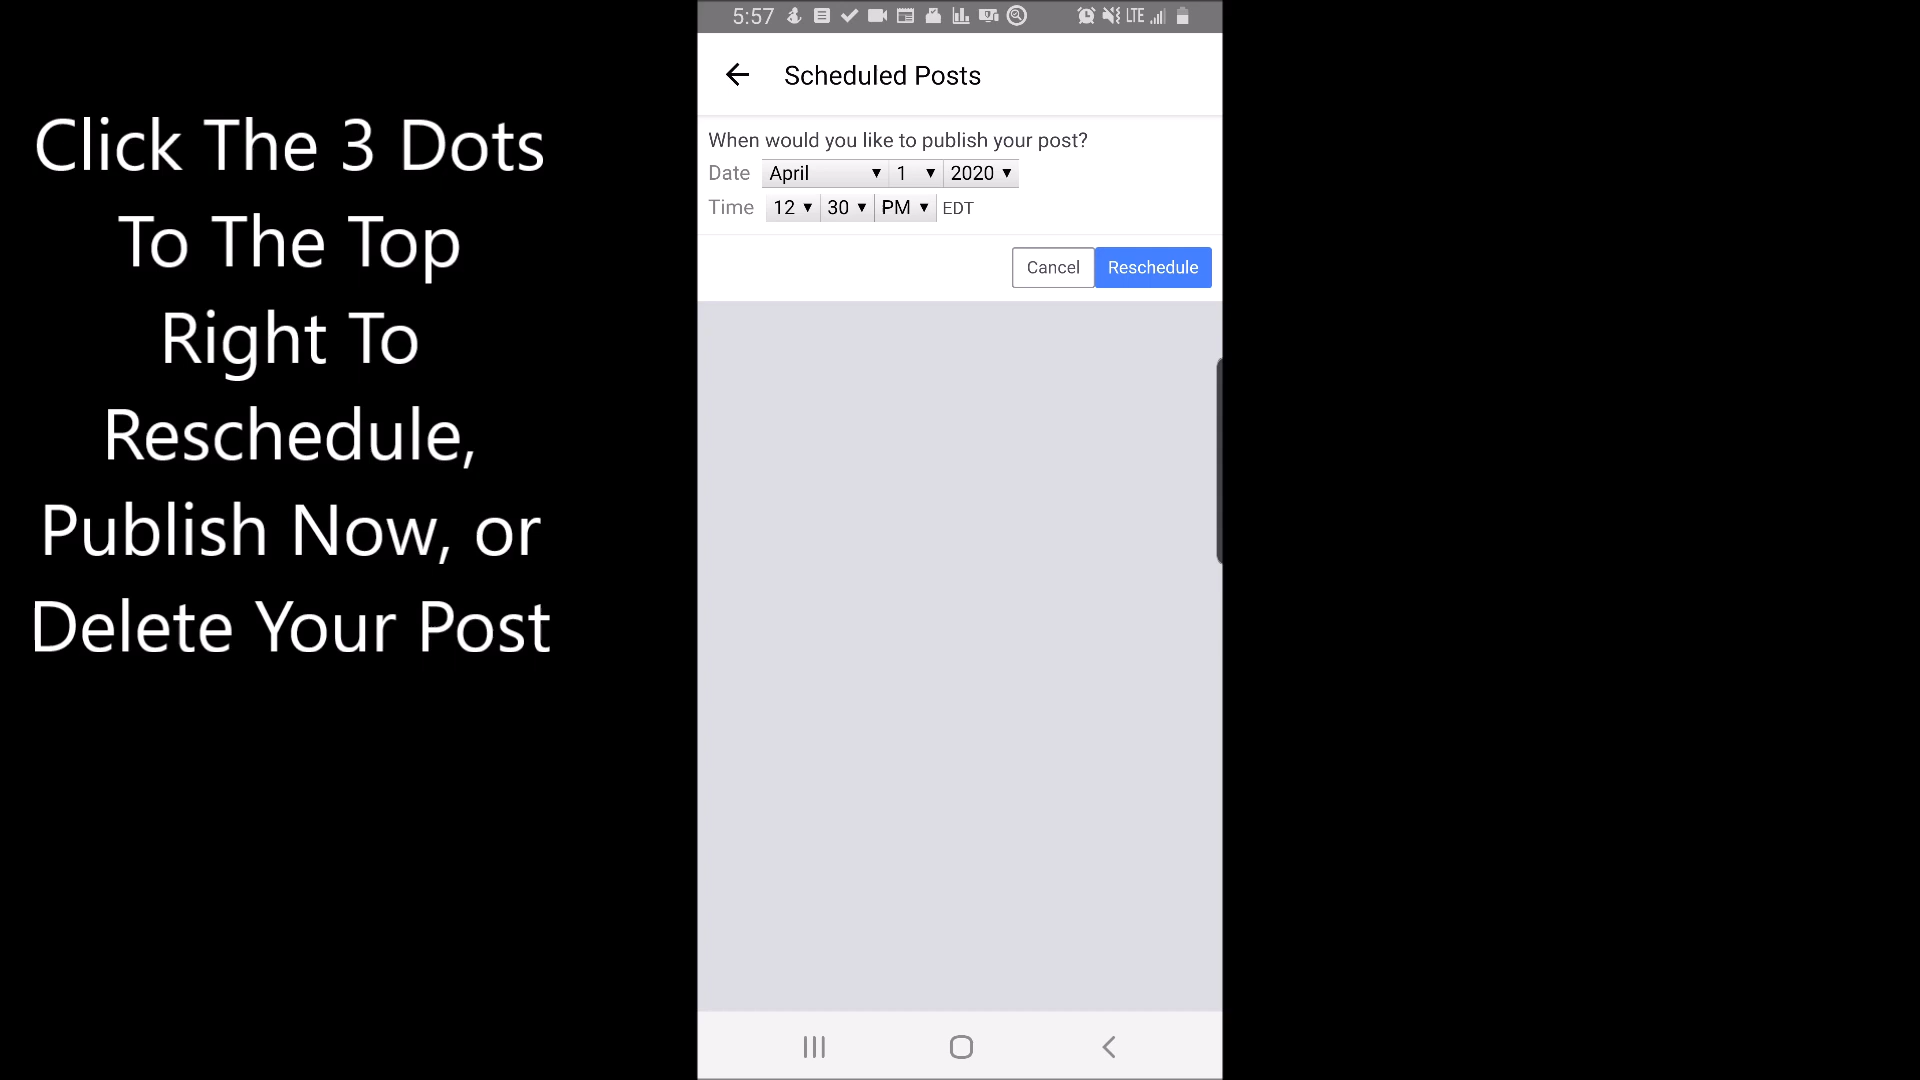 Click The 3 Dots
To The Top
Right To
Reschedule,
Publish Now, or
Delete Your Post
5:57 LTE
Scheduled Posts
When would you like to publish your post?
Date April 1 2020
Time 12 30 PM EDT
Cancel Reschedule